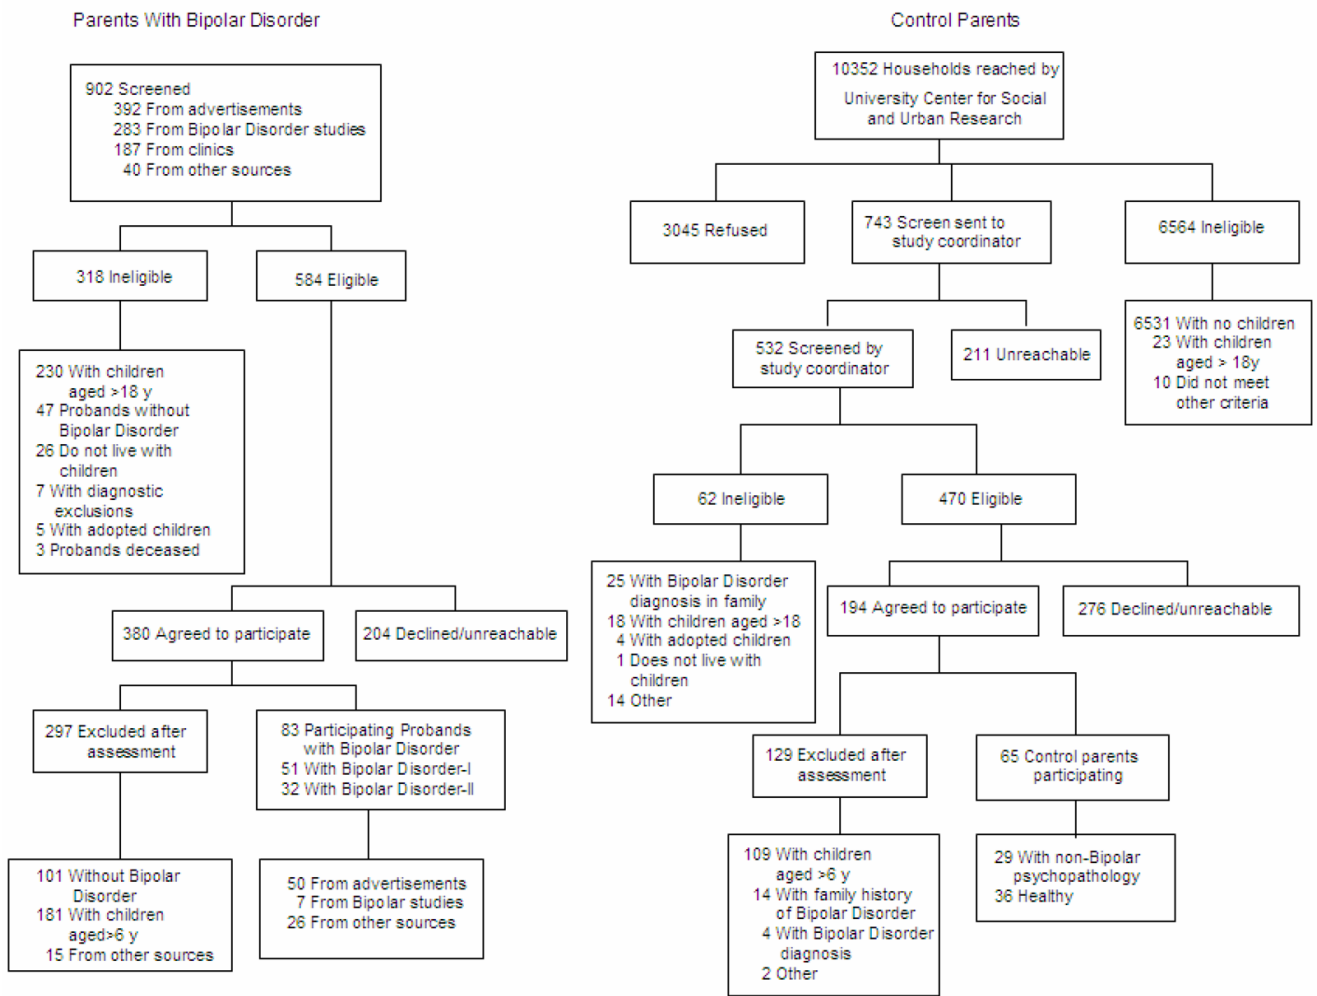 Parents With Bipolar Disorder
902 Screened
392 From advertisements
283 From Bipolar Disorder studies
187 From clinics
40 From other sources
318 Ineligible
584 Eligible
230 With children
aged >18 y
47 Probands without
Bipolar Disorder
26 Do not live with
children
7 With diagnostic
exclusions
5 With adopted children
3 Probands deceased
380 Agreed to participate
204 Declined/unreachable
297 Excluded after
assessment
83 Participating Probands
with Bipolar Disorder
51 With Bipolar Disorder-I
32 With Bipolar Disorder-II
101 Without Bipolar
Disorder
181 With children
aged>6 y
15 From other sources
50 From advertisements
7 From Bipolar studies
26 From other sources
Control Parents
10352 Households reached by
University Center for Social
and Urban Research
3045 Refused
743 Screen sent to
study coordinator
6564 Ineligible
6531 With no children
23 With children
aged > 18y
10 Did not meet
other criteria
532 Screened by
study coordinator
211 Unreachable
62 Ineligible
470 Eligible
25 With Bipolar Disorder
diagnosis in family
18 With children aged >18
4 With adopted children
1 Does not live with
children
14 Other
194 Agreed to participate
276 Declined/unreachable
129 Excluded after
assessment
65 Control parents
participating
109 With children
aged >6 y
14 With family history
of Bipolar Disorder
4 With Bipolar Disorder
diagnosis
2 Other
29 With non-Bipolar
psychopathology
36 Healthy